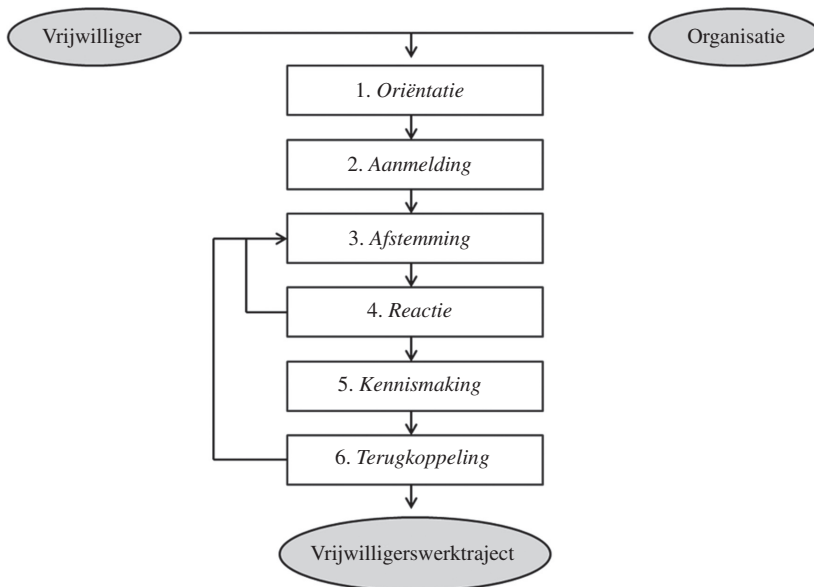 Vrijwilliger
Organisatie
1. Oriëntatie
2. Aanmelding
3. Afstemming
4. Reactie
5. Kennismaking
6. Terugkoppeling
Vrijwilligerswerktraject